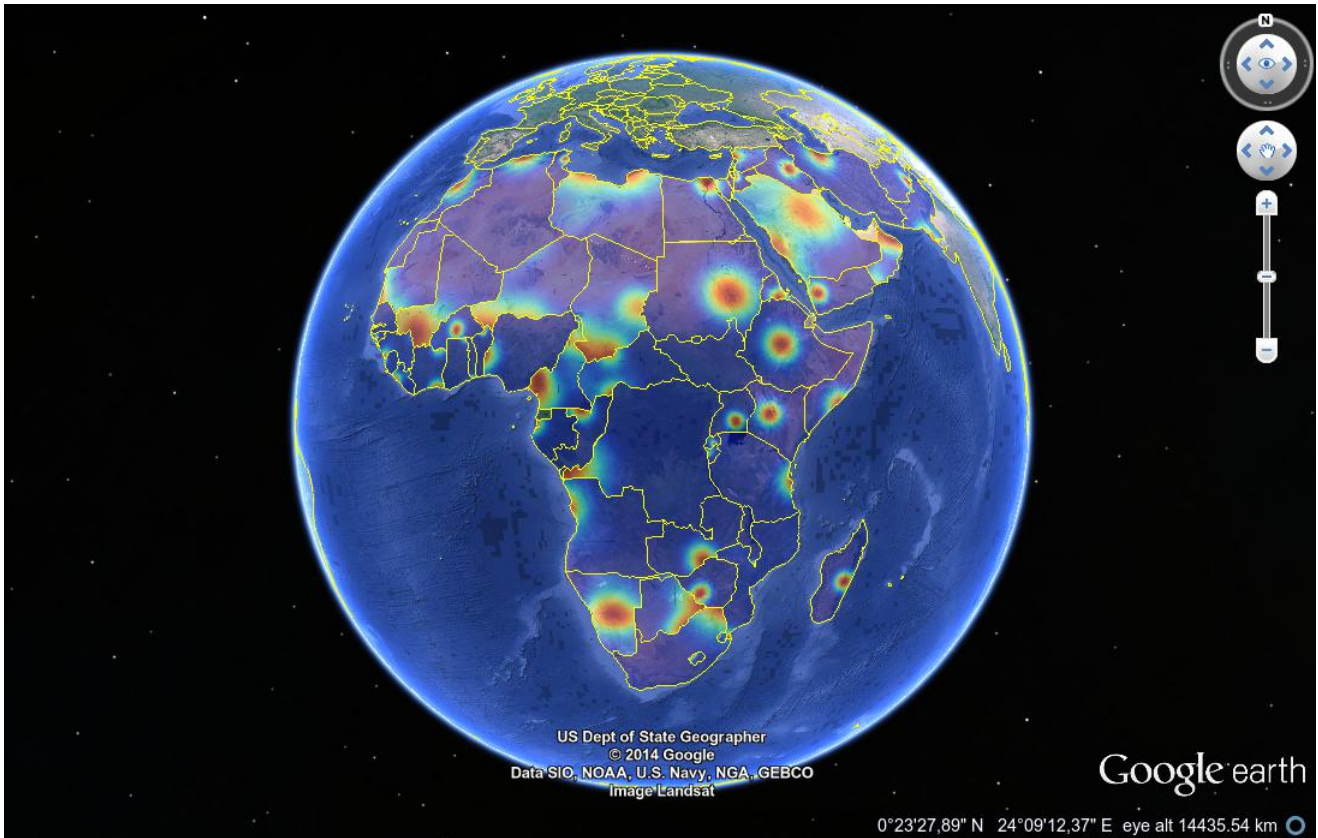 N
US Dept of State Geographer
© 2014 Google
Data SIO, NOAA, U.S. Navy, NGA, GEBCO
Image Landsat
Google earth
0°23'27,89" N 24°09'12,37" E eye alt 14435.54 km